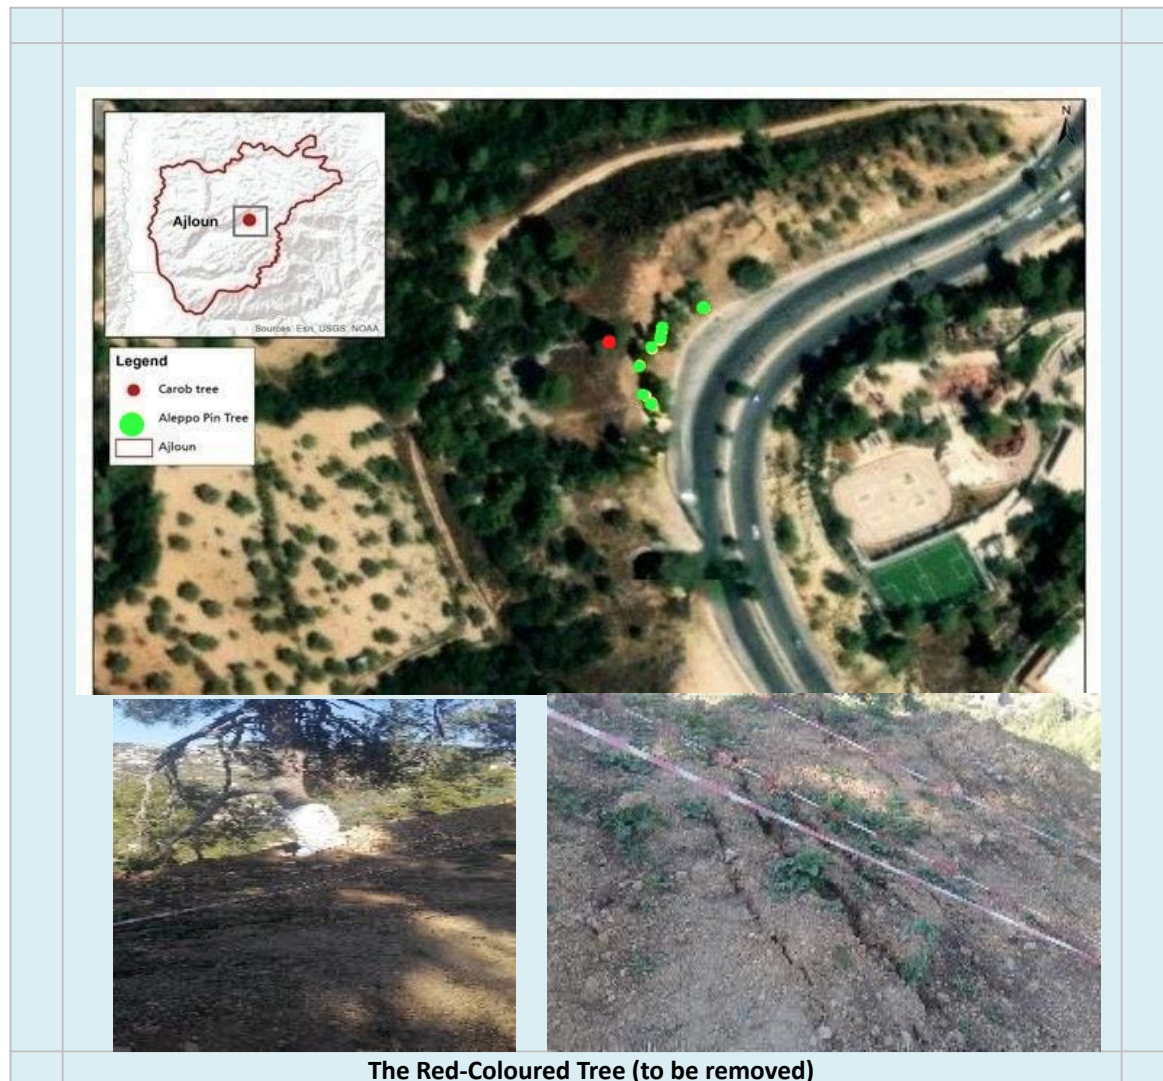 N
Ajloun
Sources: Esri, USGS, NOAA
Legend
Carob tree
Aleppo Pin Tree
Ajloun
The Red-Coloured Tree (to be removed)